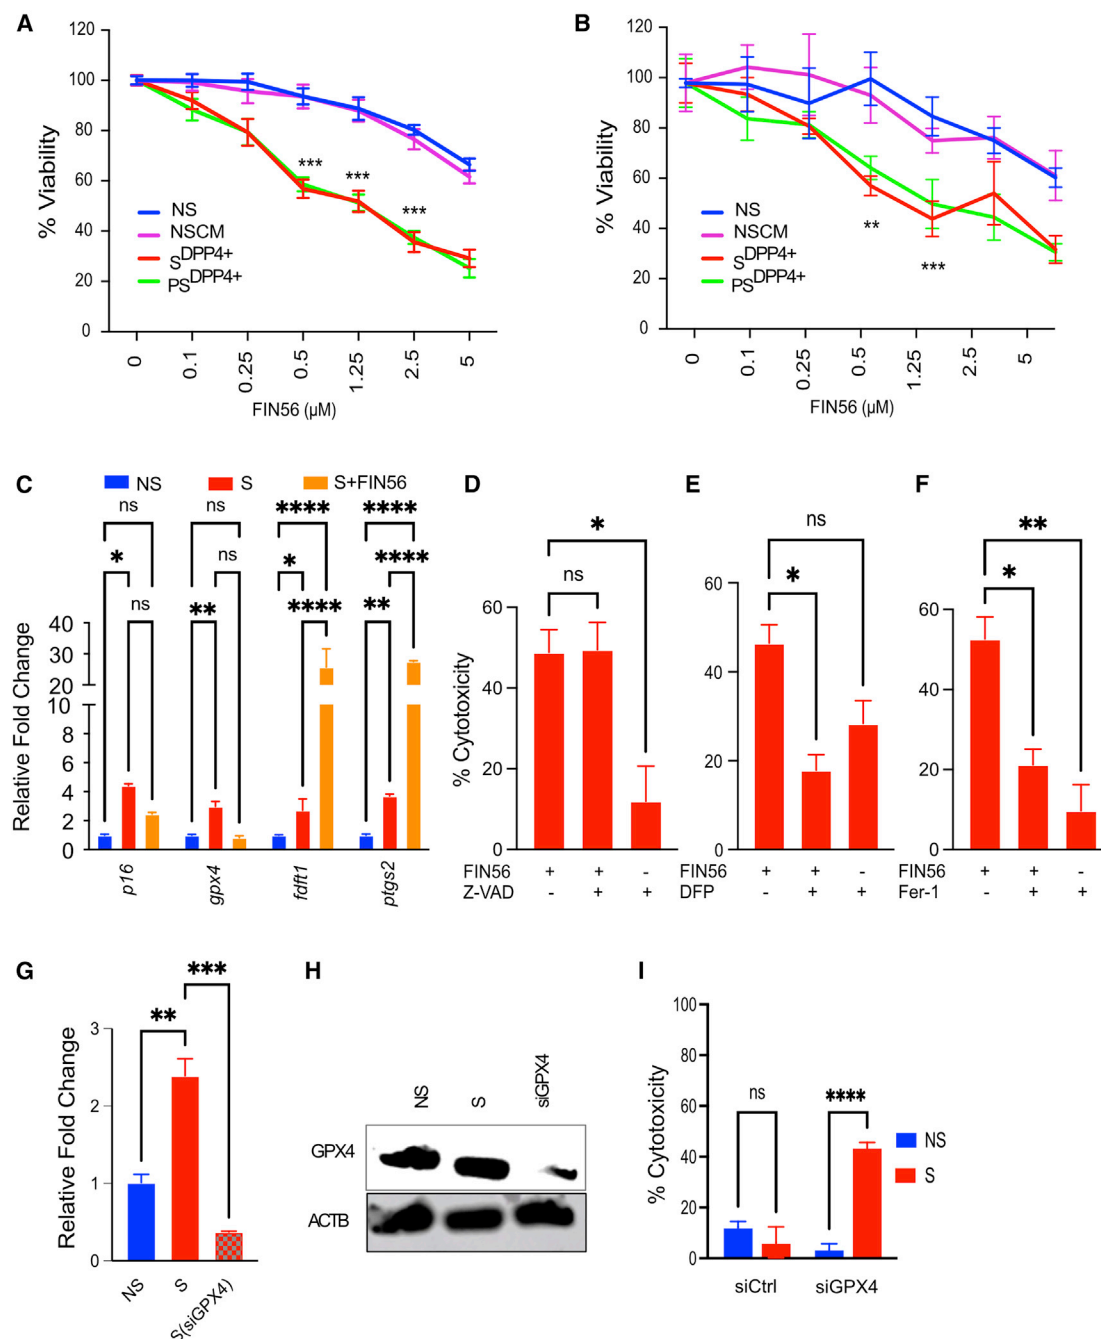 A
120
100
80
60
40
20
0
% Viability
***
***
***
NS
NSCM
SDPP4+
PSDPP4+
0
0.1
0.25
0.5
1.25
2.5
5
FIN56 (µM)
B
120
100
80
60
40
20
0
% Viability
**
***
NS
NSCM
SDPP4+
PSDPP4+
0
0.1
0.25
0.5
1.25
2.5
5
FIN56 (µM)
C
NS
S
S+FIN56
ns
ns
****
****
*
ns
*
****
ns
**
****
**
40
30
20
10
8
6
4
2
0
Relative Fold Change
p16
gpx4
fdft1
ptgs2
D
*
ns
60
40
20
0
% Cytotoxicity
FIN56 + + -
Z-VAD - + +
E
ns
*
60
40
20
0
FIN56 + + -
DFP - + +
F
**
*
60
40
20
0
FIN56 + + -
Fer-1 - + +
G
***
**
3
2
1
0
Relative Fold Change
NS
S
S(siGPX4)
H
NS
S
siGPX4
GPX4
ACTB
I
100
80
60
40
20
0
% Cytotoxicity
ns
****
NS
S
siCtrl
siGPX4